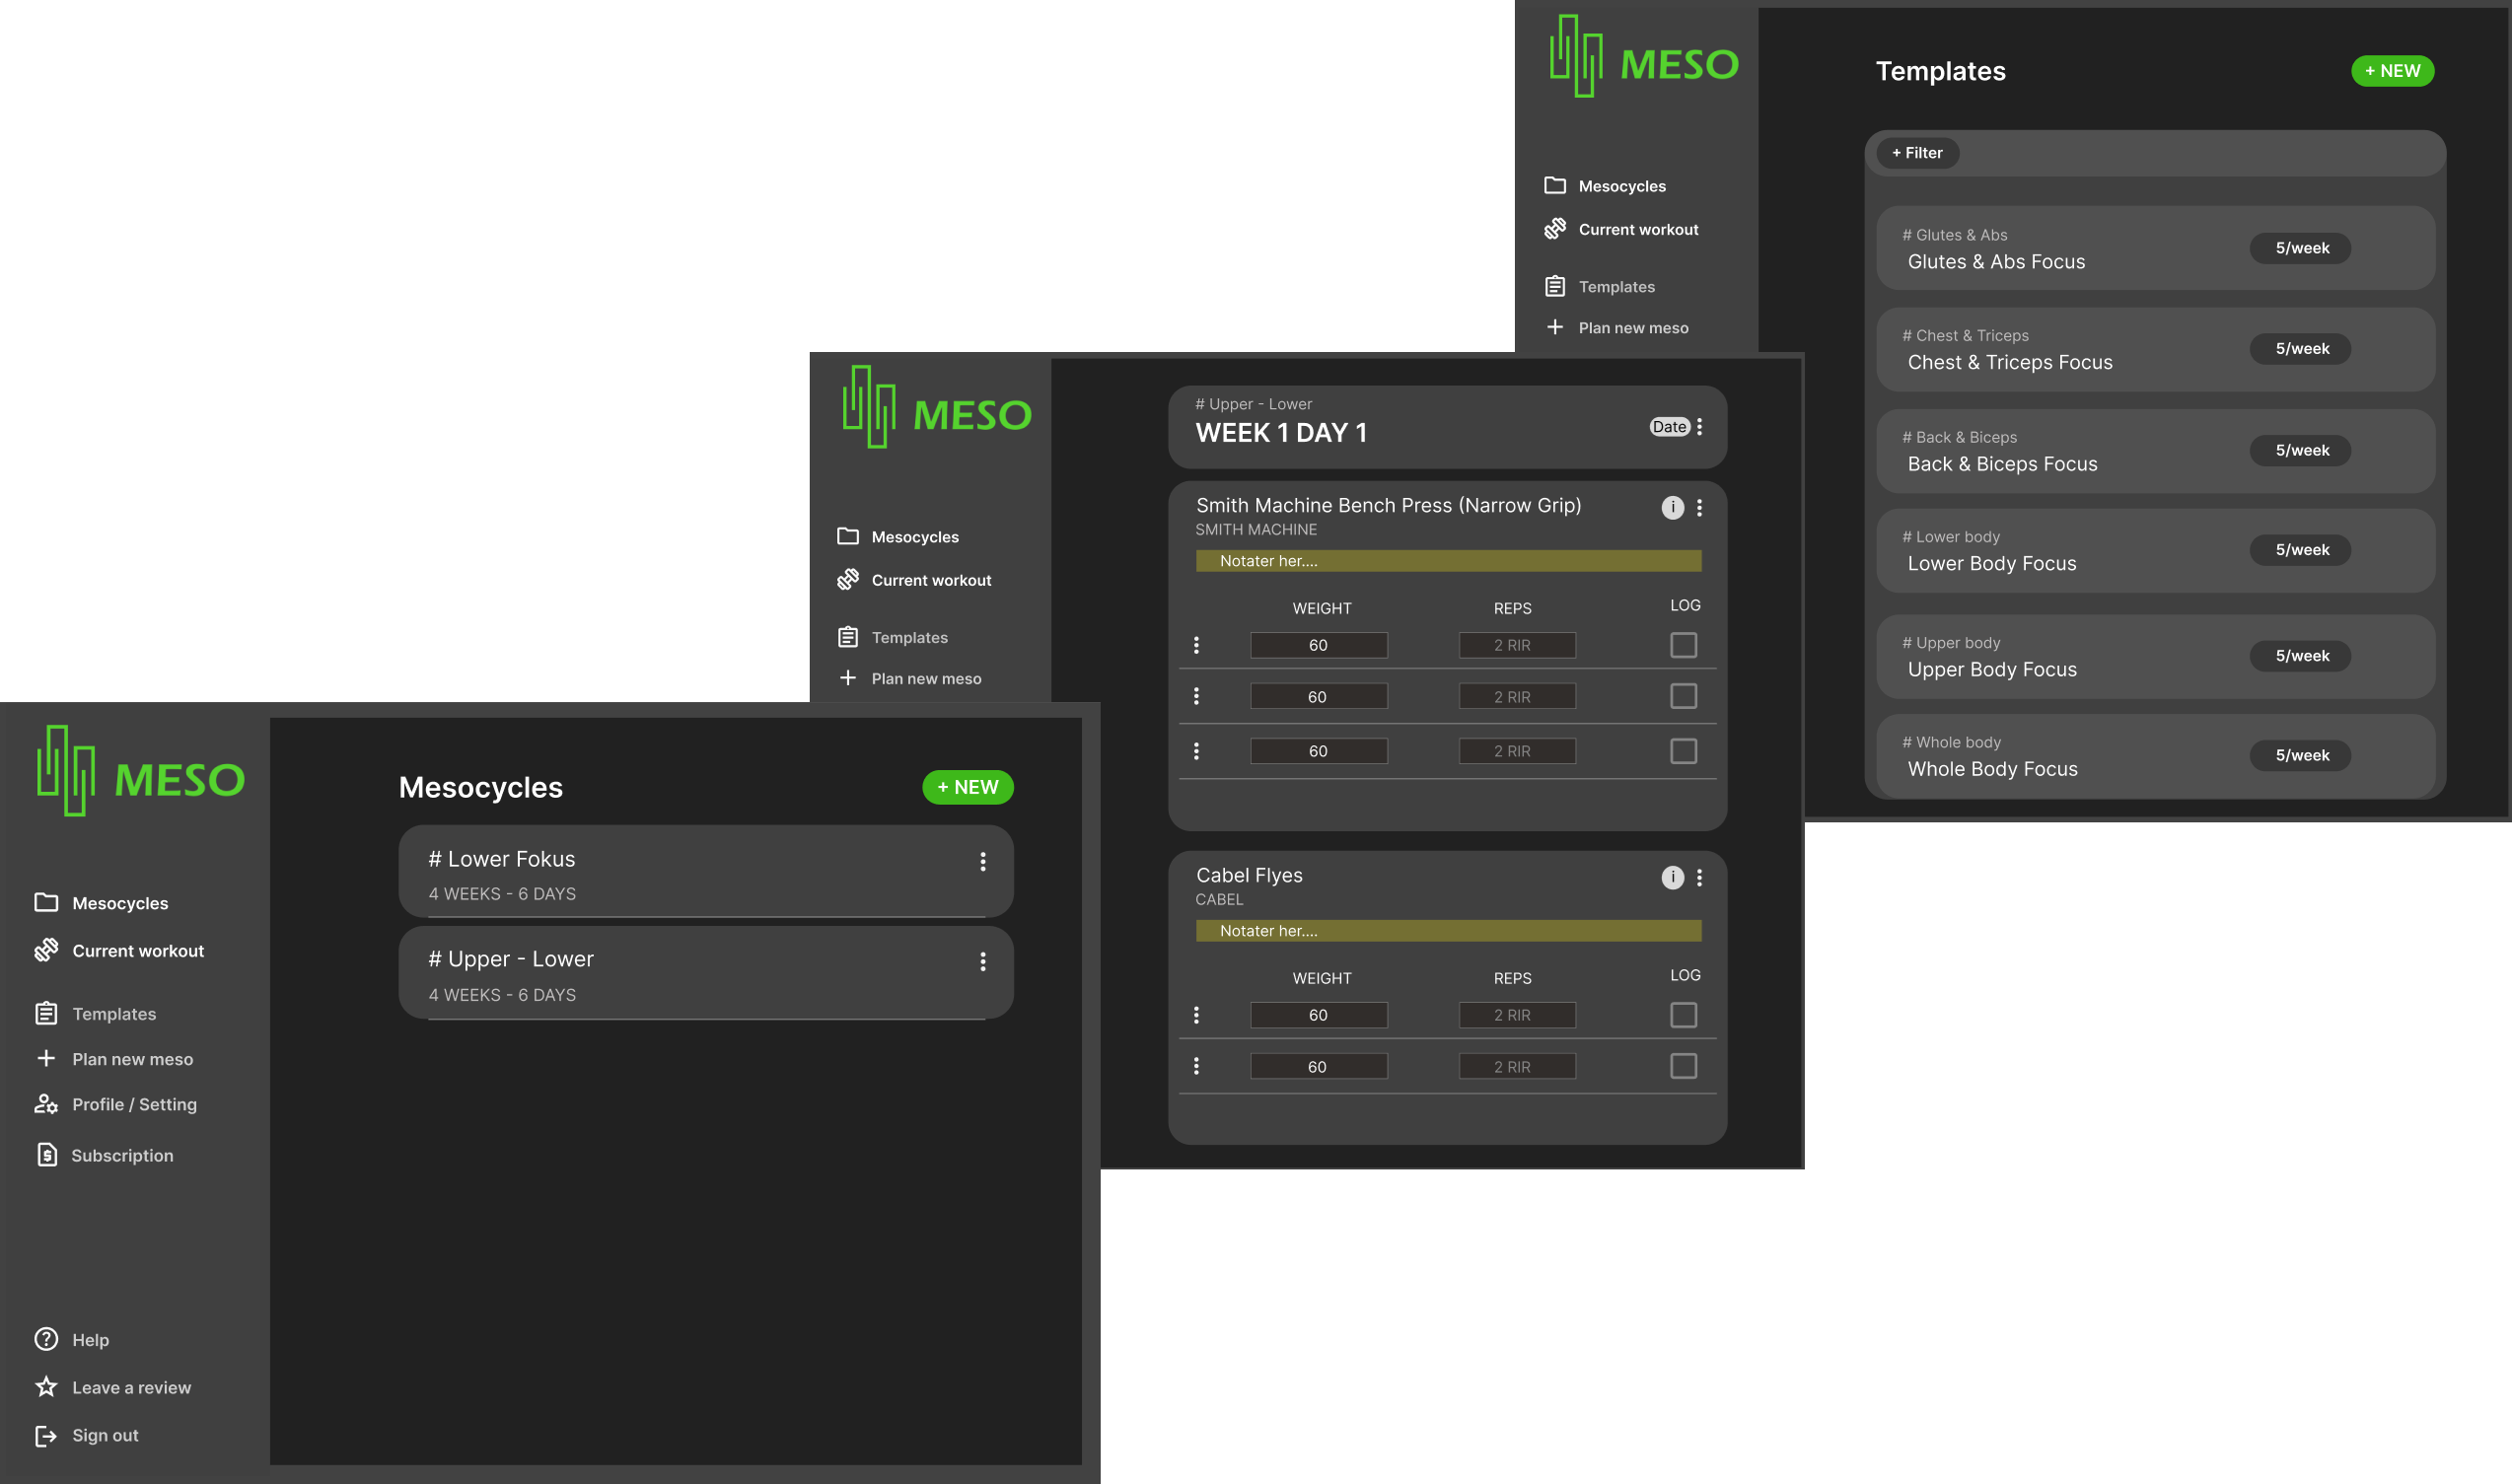 MESO
Mesocycles
Current workout
Templates
Plan new meso
Profile / Setting
Subscription
Help
Leave a review
Sign out
Mesocycles
+ NEW
# Lower Fokus
4 WEEKS - 6 DAYS
# Upper - Lower
4 WEEKS - 6 DAYS
MESO
Mesocycles
Current workout
Templates
Plan new meso
# Upper - Lower
WEEK 1 DAY 1
Date
Smith Machine Bench Press (Narrow Grip)
i
SMITH MACHINE
Notater her....
WEIGHT REPS LOG
60 2 RIR
60 2 RIR
60 2 RIR
Cabel Flyes
i
CABEL
Notater her....
WEIGHT REPS LOG
60 2 RIR
60 2 RIR
MESO
Mesocycles
Current workout
Templates
Plan new meso
Templates
+ NEW
+ Filter
# Glutes & Abs
Glutes & Abs Focus
5/week
# Chest & Triceps
Chest & Triceps Focus
5/week
# Back & Biceps
Back & Biceps Focus
5/week
# Lower body
Lower Body Focus
5/week
# Upper body
Upper Body Focus
5/week
# Whole body
Whole Body Focus
5/week